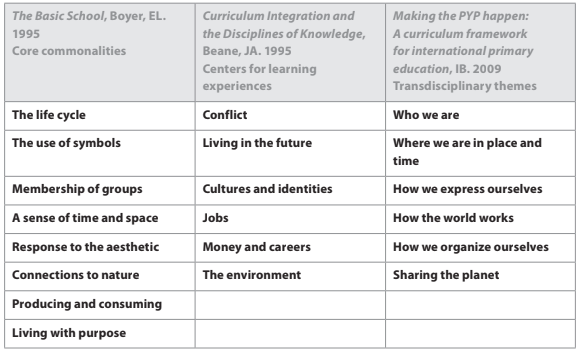 The Basic School, Boyer, EL.
1995
Core commonalities
Curriculum Integration and
the Disciplines of Knowledge,
Beane, JA. 1995
Centers for learning
experiences
Making the PYP happen:
A curriculum framework
for international primary
education, IB. 2009
Transdisciplinary themes
The life cycle
Conflict
Who we are
The use of symbols
Living in the future
Where we are in place and
time
Membership of groups
Cultures and identities
How we express ourselves
A sense of time and space
Jobs
How the world works
Response to the aesthetic
Money and careers
How we organize ourselves
Connections to nature
The environment
Sharing the planet
Producing and consuming
Living with purpose